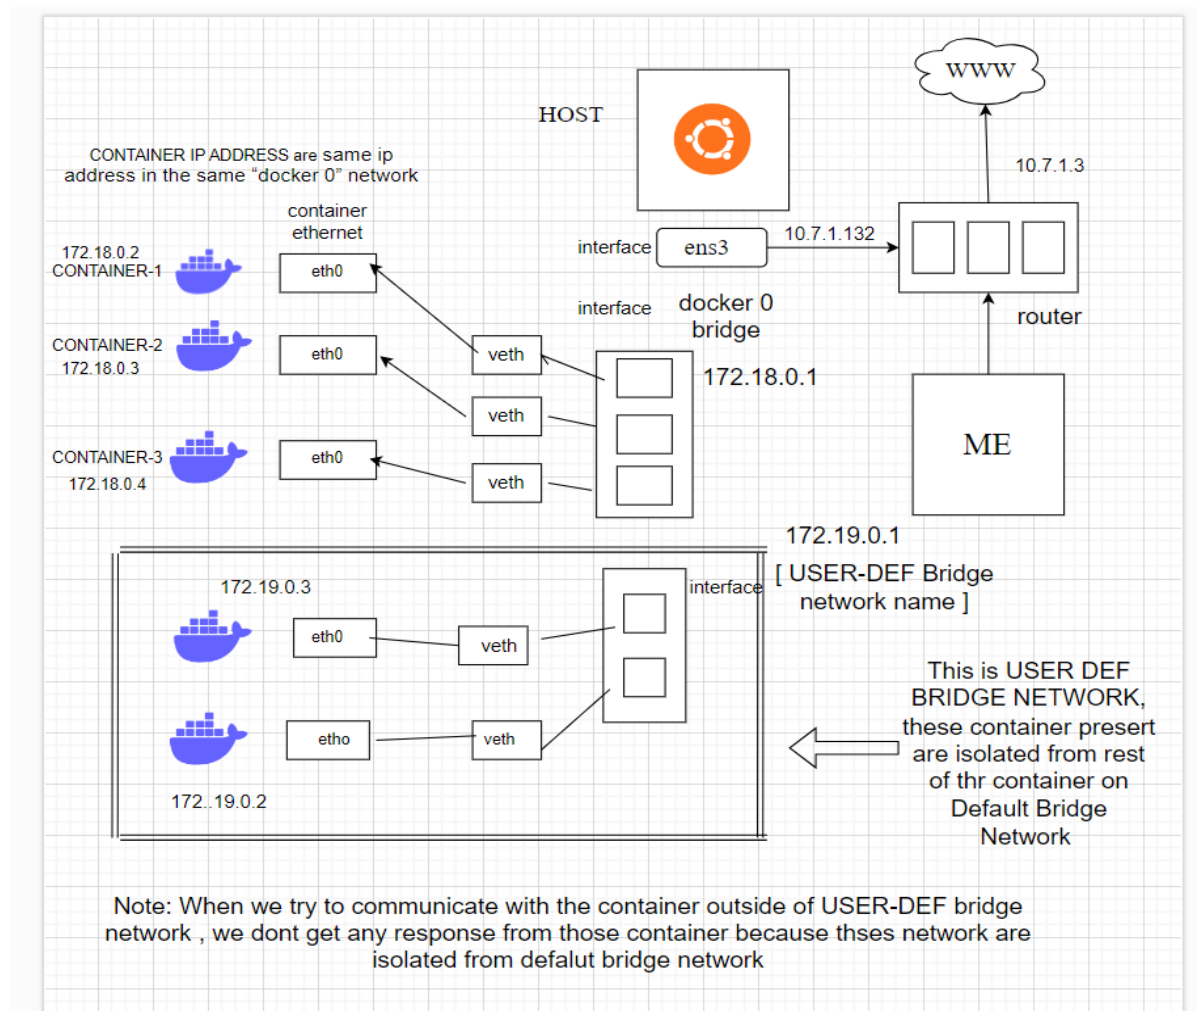 WWW
HOST
10.7.1.3
CONTAINER IP ADDRESS are same ip
address in the same “docker 0” network
container
ethernet
interface
ens3
10.7.1.132
172.18.0.2
CONTAINER-1
eth0
interface
docker 0
bridge
router
CONTAINER-2
172.18.0.3
eth0
veth
172.18.0.1
veth
ME
CONTAINER-3
172.18.0.4
eth0
veth
172.19.0.1
[ USER-DEF Bridge
network name ]
172.19.0.3
interface
eth0
veth
This is USER DEF
BRIDGE NETWORK,
these container presert
are isolated from rest
of thr container on
Default Bridge
Network
etho
veth
172..19.0.2
Note: When we try to communicate with the container outside of USER-DEF bridge
network , we dont get any response from those container because thses network are
isolated from defalut bridge network